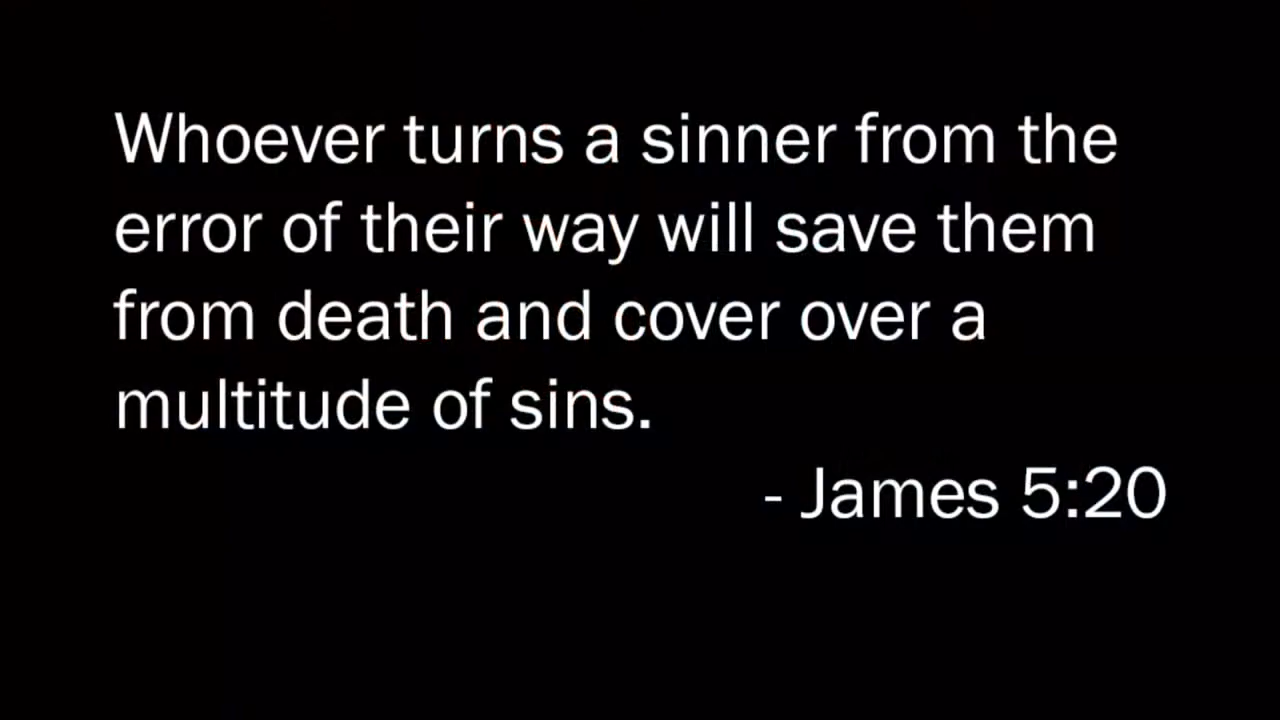 Whoever turns a sinner from the
error of their way will save them
from death and cover over a
multitude of sins.
- James 5:20